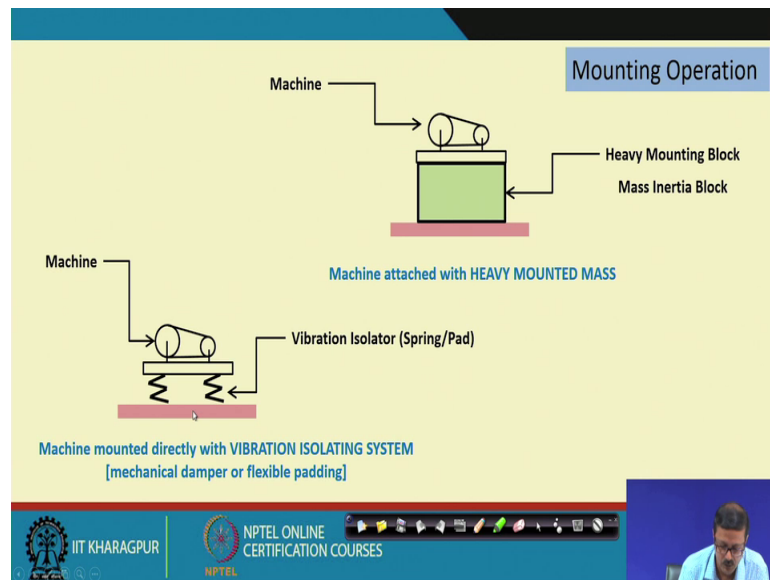 Mounting Operation
Machine
Heavy Mounting Block
Mass Inertia Block
Machine attached with HEAVY MOUNTED MASS
Machine
Vibration Isolator (Spring/Pad)
Machine mounted directly with VIBRATION ISOLATING SYSTEM
[mechanical damper or flexible padding]
IIT KHARAGPUR
NPTEL
NPTEL ONLINE
CERTIFICATION COURSES